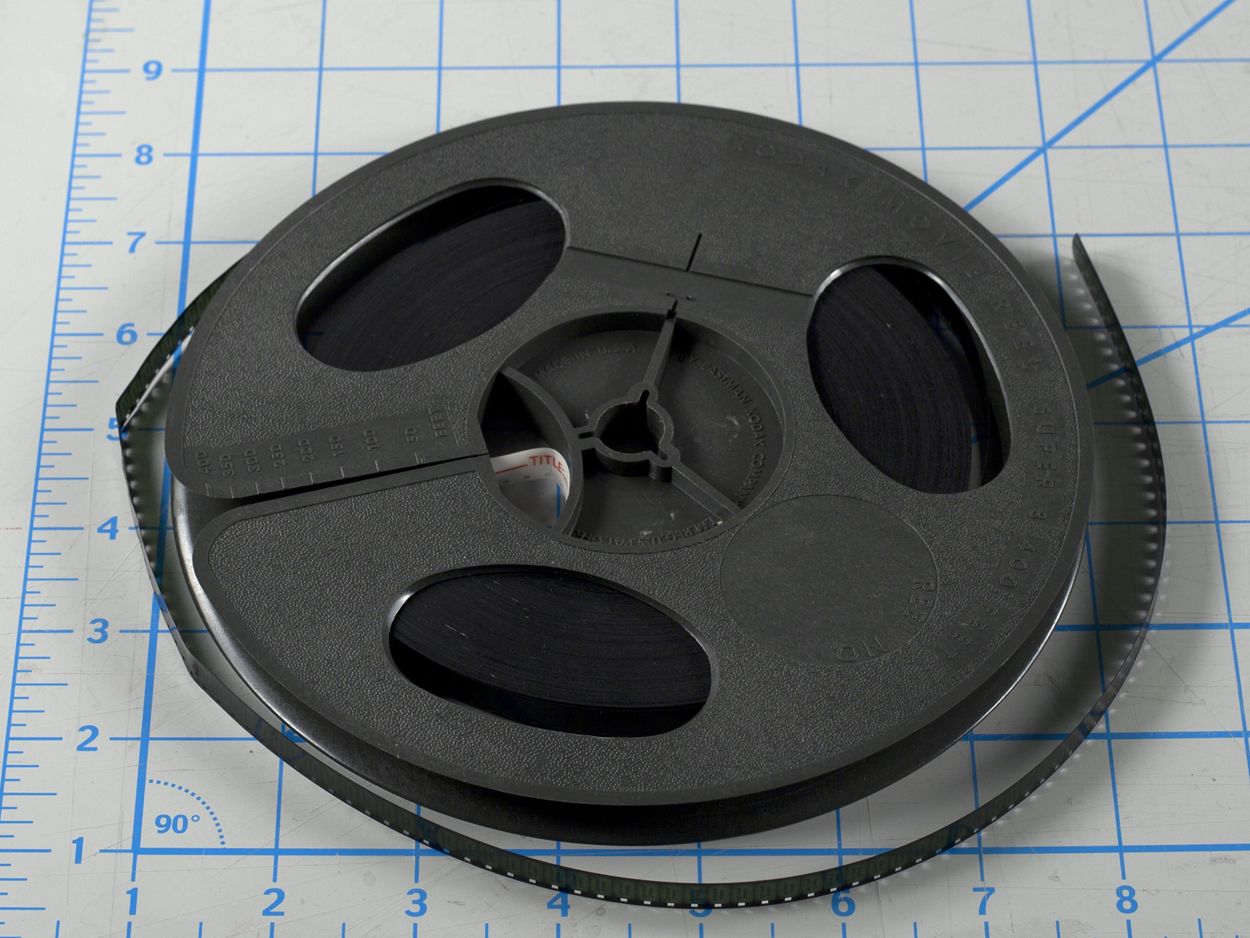 9
8
7
6
5
4
3
2
1
90°
1 2 3 4 5 6 7 8
KODAK MOVIE REEL SUPER 8 400 FEET
MADE IN U.S.A. BY EASTMAN KODAK COMPANY
TITLE:
400 350 300 250 200 150 100 50 FEET
REEL NO.